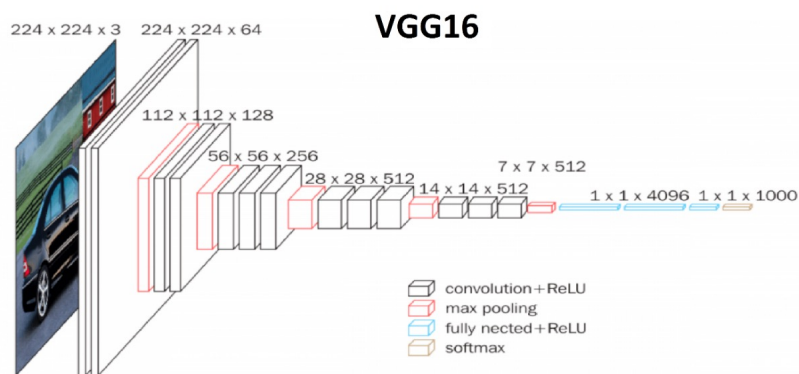 VGG16
224 x 224 x 3
224 x 224 x 64
112 x 112 x 128
56 x 56 x 256
28 x 28 x 512
14 x 14 x 512
7 x 7 x 512
1 x 1 x 4096
1 x 1 x 1000
convolution+ReLU
max pooling
fully nected+ReLU
softmax